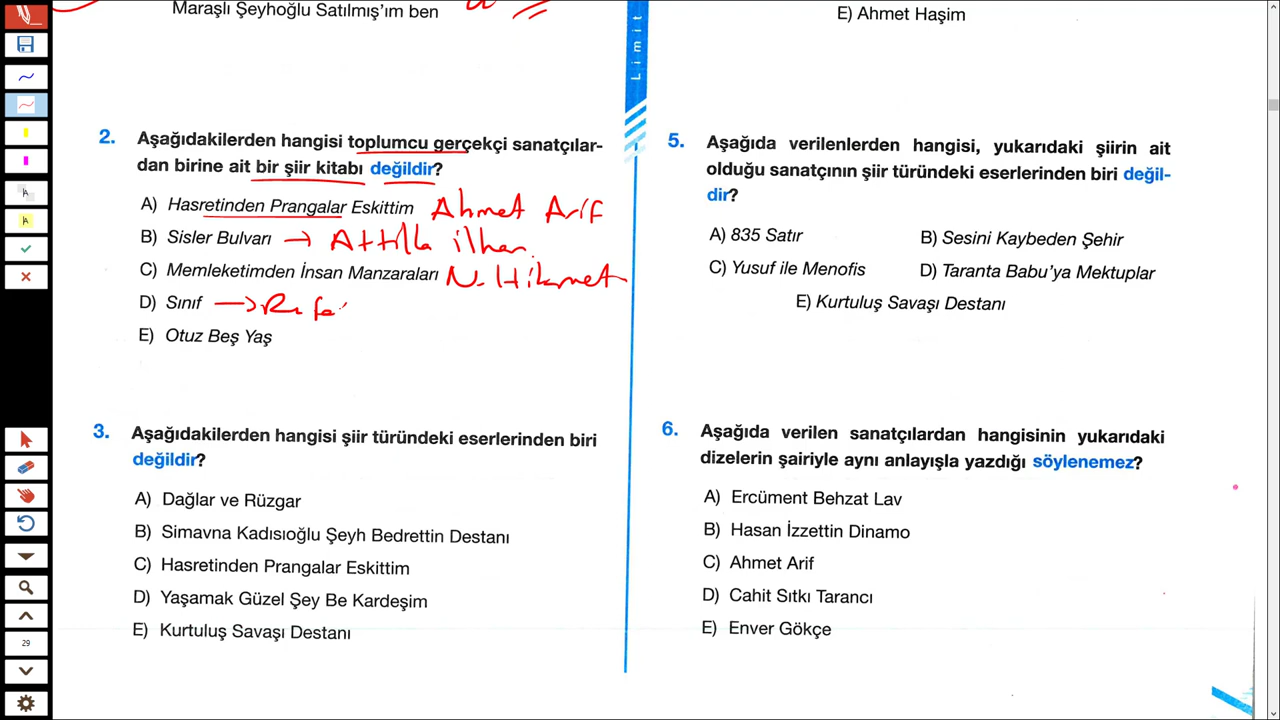 Maraşlı Şeyhoğlu Satılmış'ım ben
2. Aşağıdakilerden hangisi toplumcu gerçekçi sanatçılar-
dan birine ait bir şiir kitabı değildir?
A) Hasretinden Prangalar Eskittim Ahmet Arif
B) Sisler Bulvarı → Attilla ilhan
C) Memleketimden İnsan Manzaraları N. Hikmet
D) Sınıf →
E) Otuz Beş Yaş
3. Aşağıdakilerden hangisi şiir türündeki eserlerinden biri
değildir?
A) Dağlar ve Rüzgar
B) Simavna Kadısıoğlu Şeyh Bedrettin Destanı
C) Hasretinden Prangalar Eskittim
D) Yaşamak Güzel Şey Be Kardeşim
E) Kurtuluş Savaşı Destanı
29
Limit
E) Ahmet Haşim
5. Aşağıda verilenlerden hangisi, yukarıdaki şiirin ait
olduğu sanatçının şiir türündeki eserlerinden biri değil-
dir?
A) 835 Satır B) Sesini Kaybeden Şehir
C) Yusuf ile Menofis D) Taranta Babu'ya Mektuplar
E) Kurtuluş Savaşı Destanı
6. Aşağıda verilen sanatçılardan hangisinin yukarıdaki
dizelerin şairiyle aynı anlayışla yazdığı söylenemez?
A) Ercüment Behzat Lav
B) Hasan İzzettin Dinamo
C) Ahmet Arif
D) Cahit Sıtkı Tarancı
E) Enver Gökçe